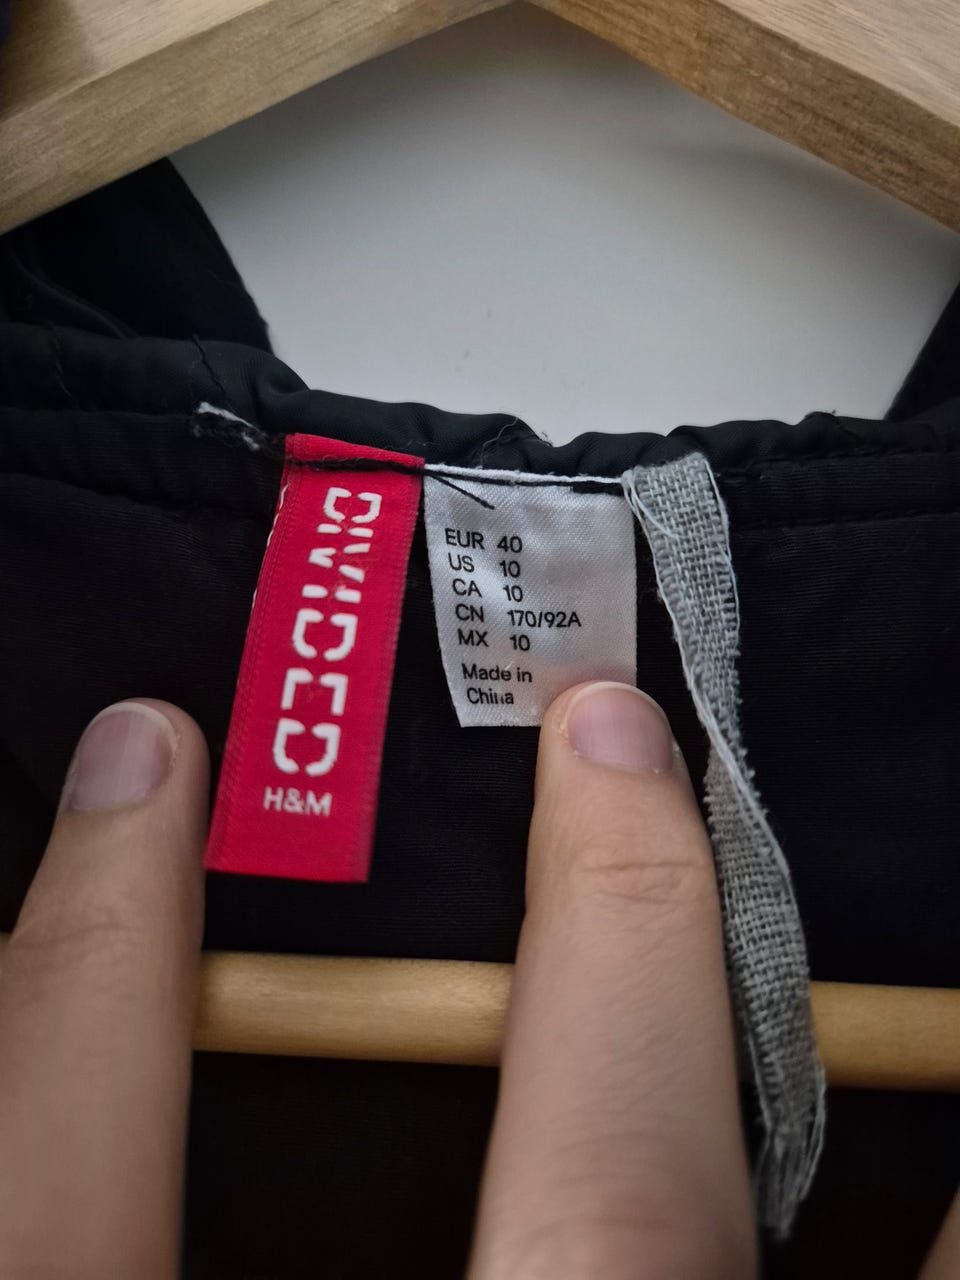 DIVIDED
H&M
EUR 40
US 10
CA 10
CN 170/92A
MX 10
Made in
China